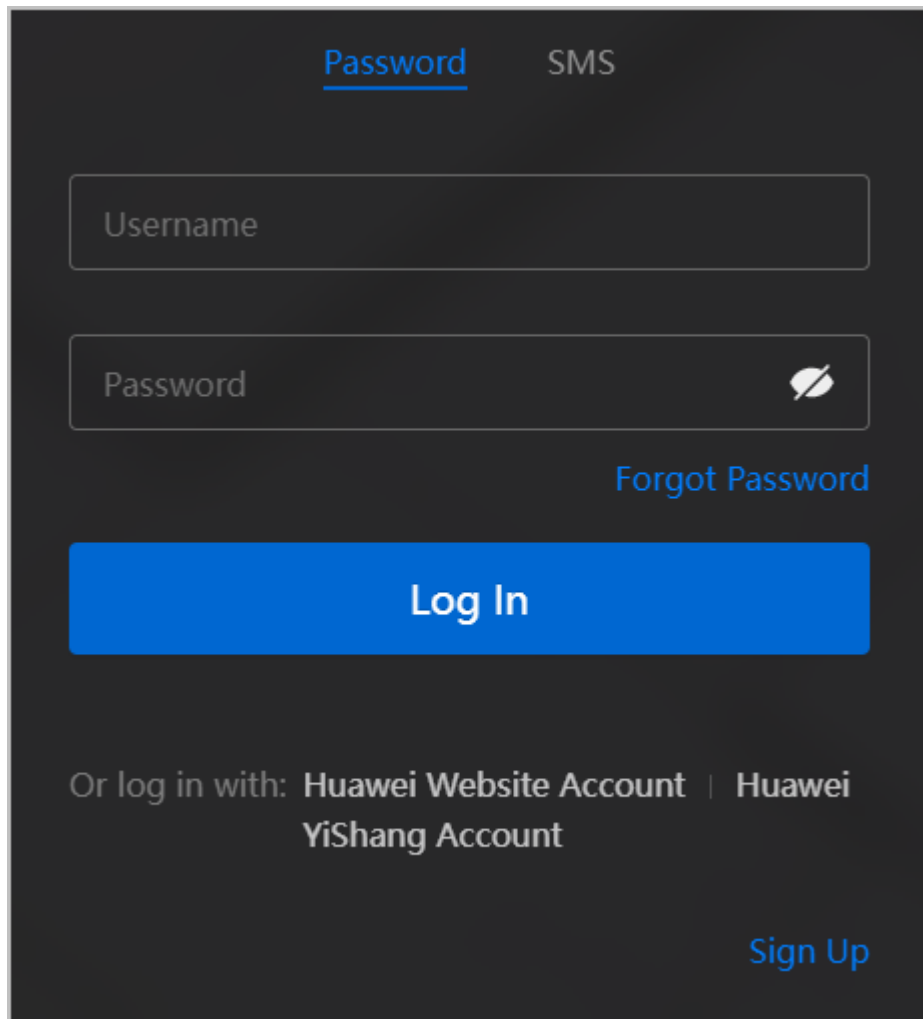 Password SMS
Username
Password
Forgot Password
Log In
Or log in with: Huawei Website Account | Huawei
YiShang Account
Sign Up